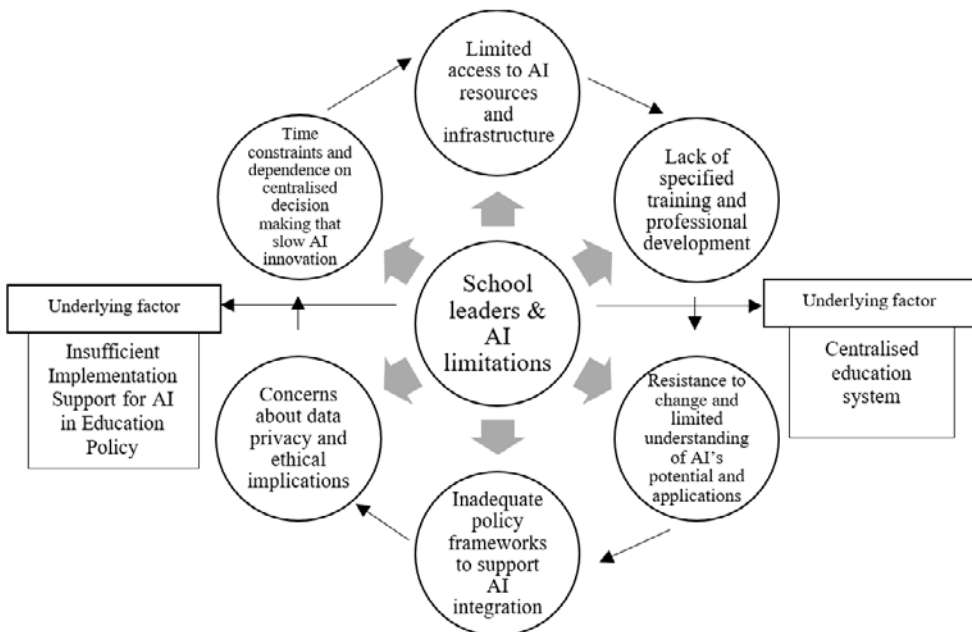 Limited
access to AI
resources
and
infrastructure
Time
constraints and
dependence on
centralised
decision
making that
slow AI
innovation
Lack of
specified
training and
professional
development
School
leaders &
AI
limitations
Underlying factor
Insufficient
Implementation
Support for AI
in Education
Policy
Underlying factor
Centralised
education
system
Concerns
about data
privacy and
ethical
implications
Resistance to
change and
limited
understanding
of AI’s
potential and
applications
Inadequate
policy
frameworks
to support
AI
integration